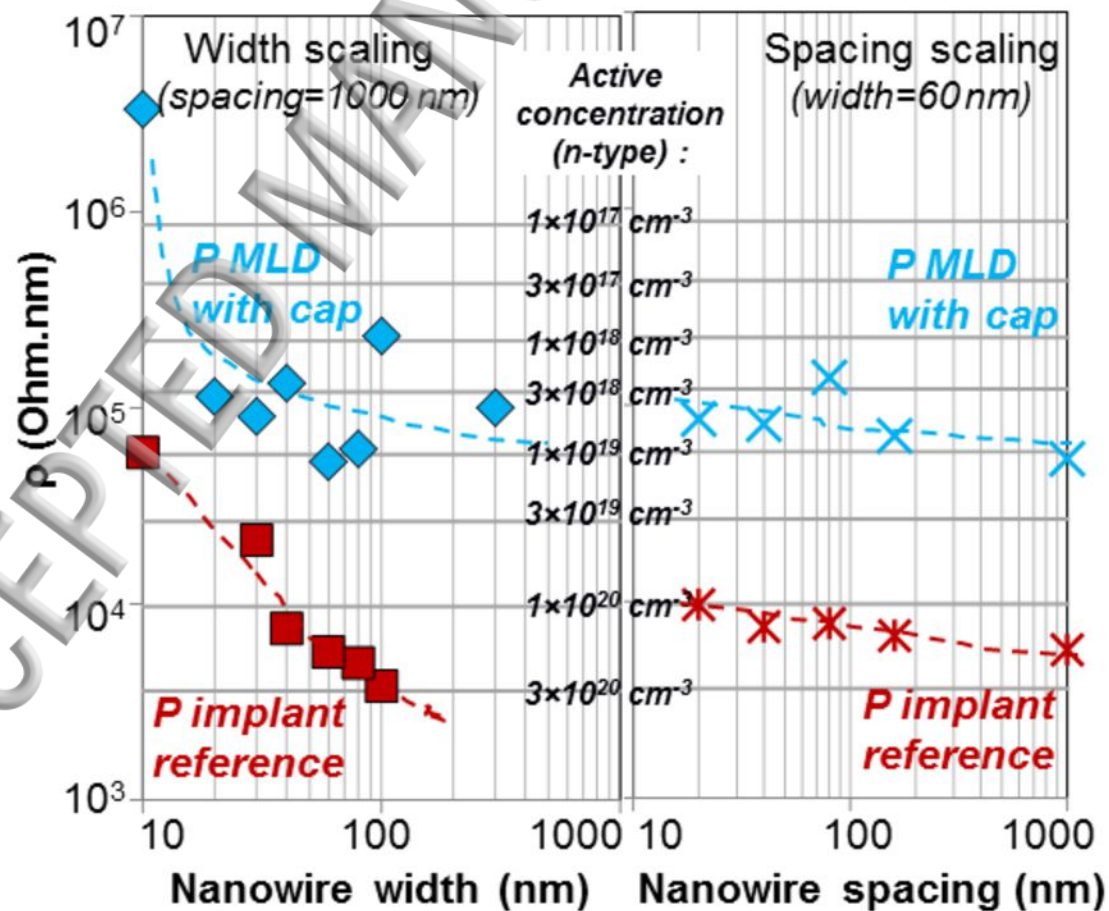 Width scaling
(spacing=1000 nm)
Active
concentration
(n-type) :
Spacing scaling
(width=60nm)
10⁷
10⁶
10⁵
10⁴
10³
ρ (Ohm.nm)
P MLD
with cap
P implant
reference
1×10¹⁷ cm⁻³
3×10¹⁷ cm⁻³
1×10¹⁸ cm⁻³
3×10¹⁸ cm⁻³
1×10¹⁹ cm⁻³
3×10¹⁹ cm⁻³
1×10²⁰ cm⁻³
3×10²⁰ cm⁻³
P MLD
with cap
P implant
reference
10 100 1000
10 100 1000
Nanowire width (nm)
Nanowire spacing (nm)
CEPTED MAN